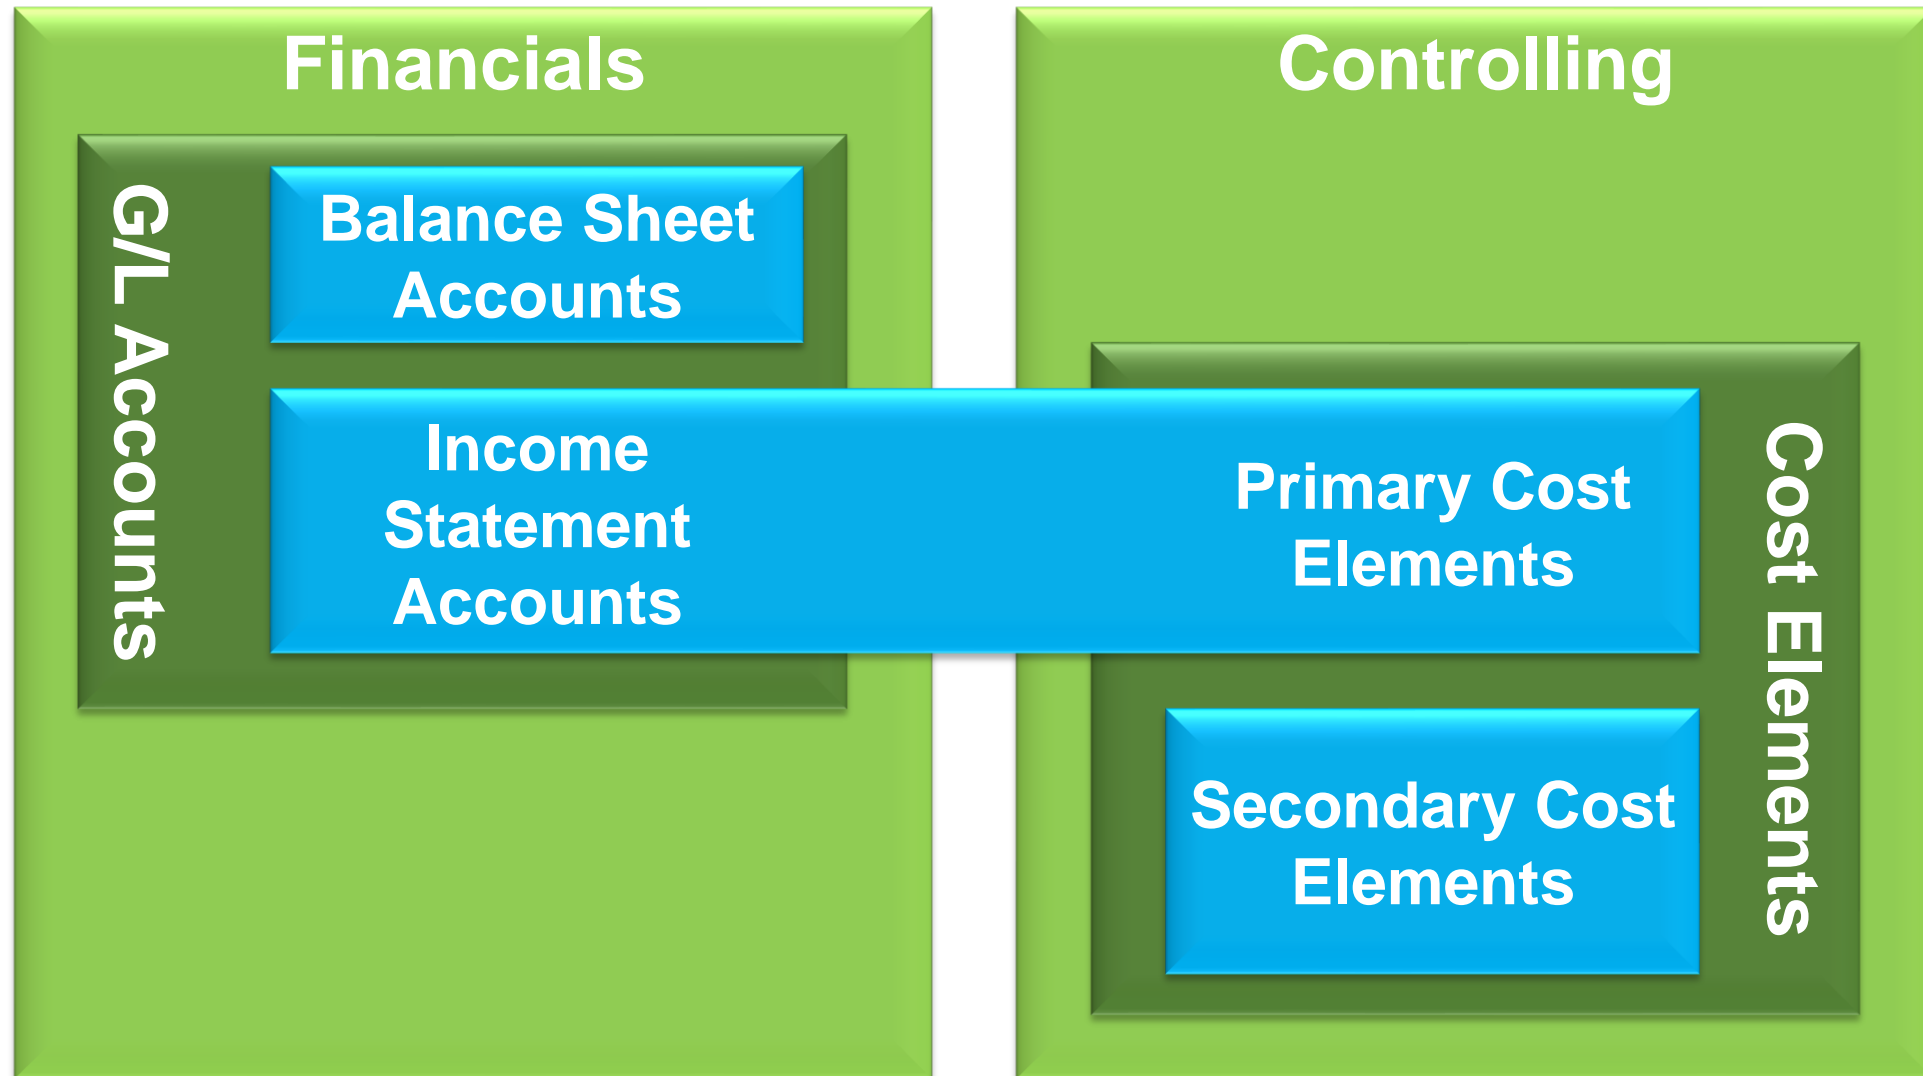 Financials
G/L Accounts
Balance Sheet
Accounts
Income
Statement
Accounts
Controlling
Primary Cost
Elements
Secondary Cost
Elements
Cost Elements